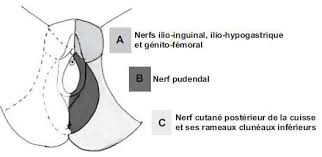 A
Nerfs ilio-inguinal, ilio-hypogastrique
et génito-fémoral
B
Nerf pudendal
C
Nerf cutané postérieur de la cuisse
et ses rameaux clunéaux inférieurs